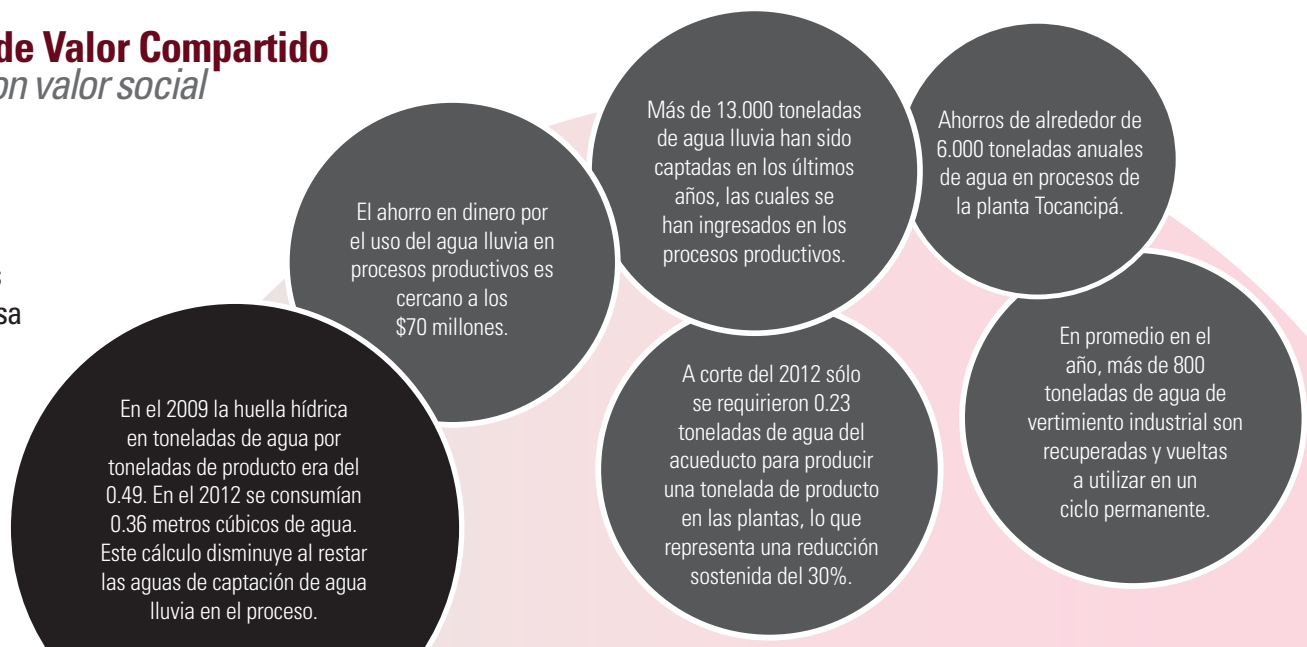 de Valor Compartido
on valor social
s
sa
En el 2009 la huella hídrica
en toneladas de agua por
toneladas de producto era del
0.49. En el 2012 se consumían
0.36 metros cúbicos de agua.
Este cálculo disminuye al restar
las aguas de captación de agua
lluvia en el proceso.
El ahorro en dinero por
el uso del agua lluvia en
procesos productivos es
cercano a los
$70 millones.
Más de 13.000 toneladas
de agua lluvia han sido
captadas en los últimos
años, las cuales se
han ingresados en los
procesos productivos.
A corte del 2012 sólo
se requirieron 0.23
toneladas de agua del
acueducto para producir
una tonelada de producto
en las plantas, lo que
representa una reducción
sostenida del 30%.
Ahorros de alrededor de
6.000 toneladas anuales
de agua en procesos de
la planta Tocancipá.
En promedio en el
año, más de 800
toneladas de agua de
vertimiento industrial son
recuperadas y vueltas
a utilizar en un
ciclo permanente.